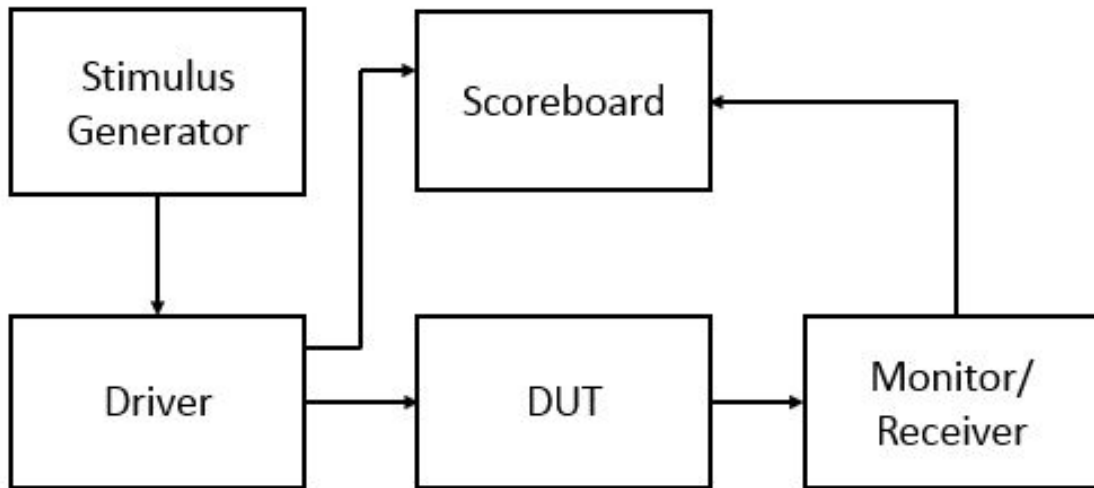 Stimulus
Generator
Scoreboard
Driver
DUT
Monitor/
Receiver